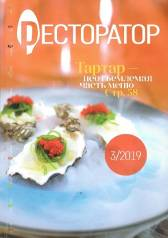 РЕСТОРАТОР
Тартар —
неотъемлемая
часть меню
Стр. 58
3/2019